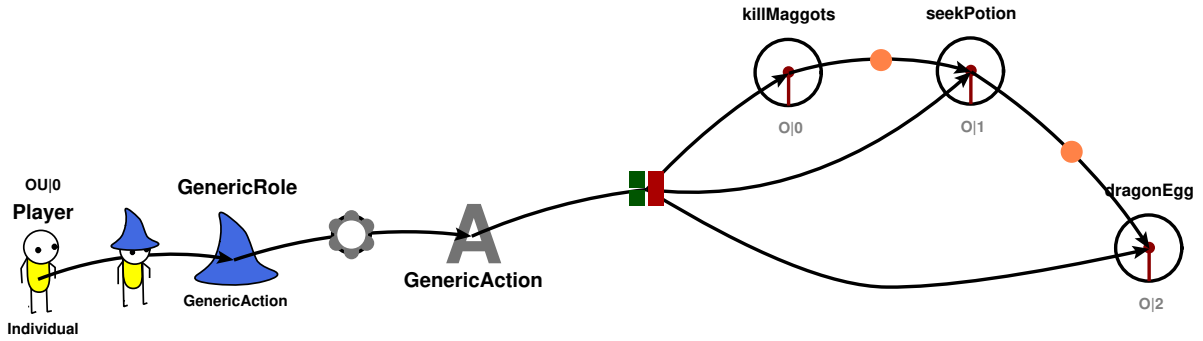 killMaggots
seekPotion
O|0
O|1
OU|0
Player
GenericRole
dragonEgg
GenericAction
A
GenericAction
O|2
Individual